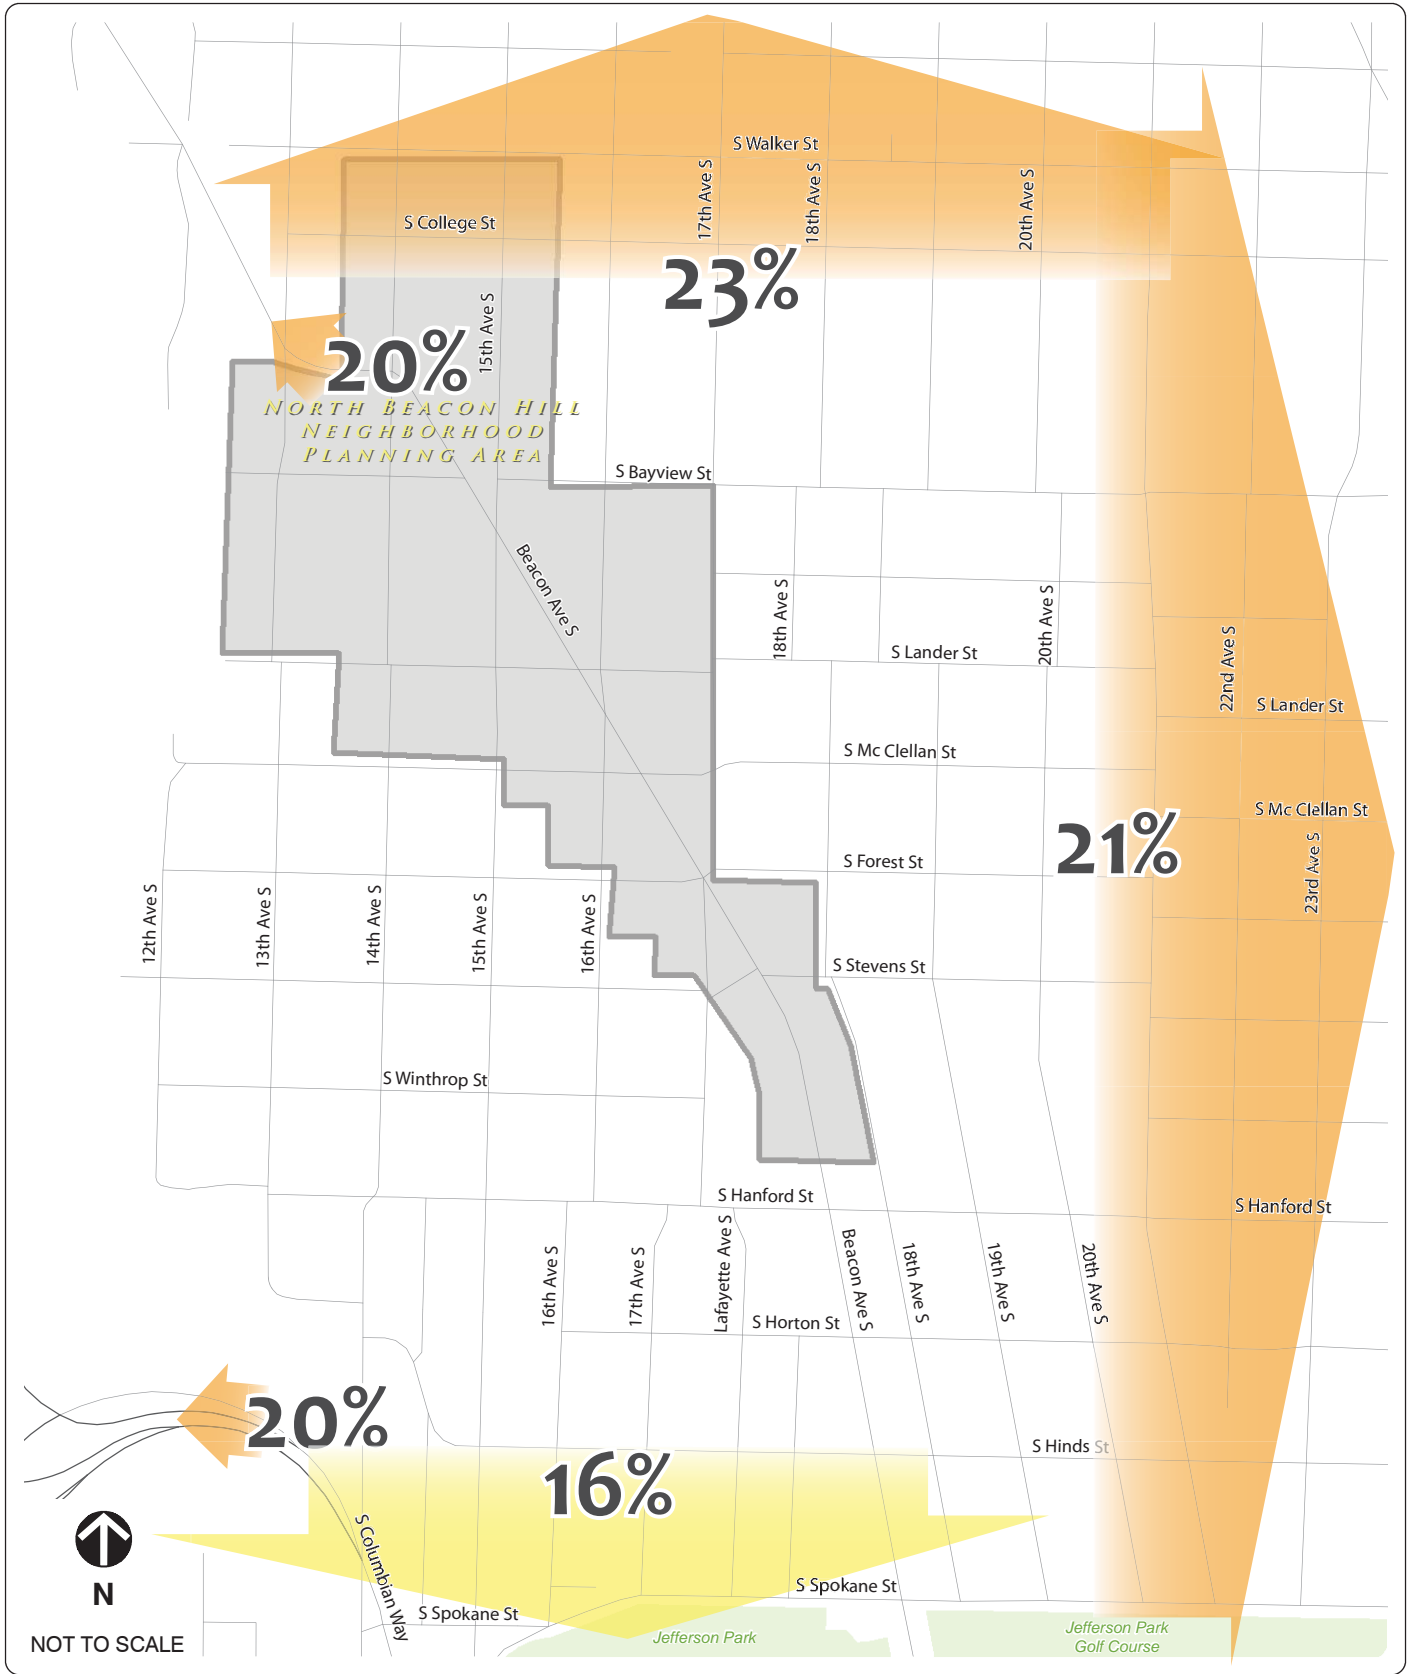 S Walker St
17th Ave S
18th Ave S
20th Ave S
S College St
23%
15th Ave S
20%
NORTH BEACON HILL
NEIGHBORHOOD
PLANNING AREA
S Bayview St
Beacon Ave S
18th Ave S
20th Ave S
22nd Ave S
S Lander St
S Lander St
S Mc Clellan St
S Mc Clellan St
21%
S Forest St
23rd Ave S
12th Ave S
13th Ave S
14th Ave S
15th Ave S
16th Ave S
S Stevens St
S Winthrop St
S Hanford St
S Hanford St
16th Ave S
17th Ave S
Lafayette Ave S
Beacon Ave S
18th Ave S
19th Ave S
20th Ave S
S Horton St
20%
S Hinds St
16%
S Columbian Way
N
S Spokane St
S Spokane St
NOT TO SCALE
Jefferson Park
Jefferson Park
Golf Course